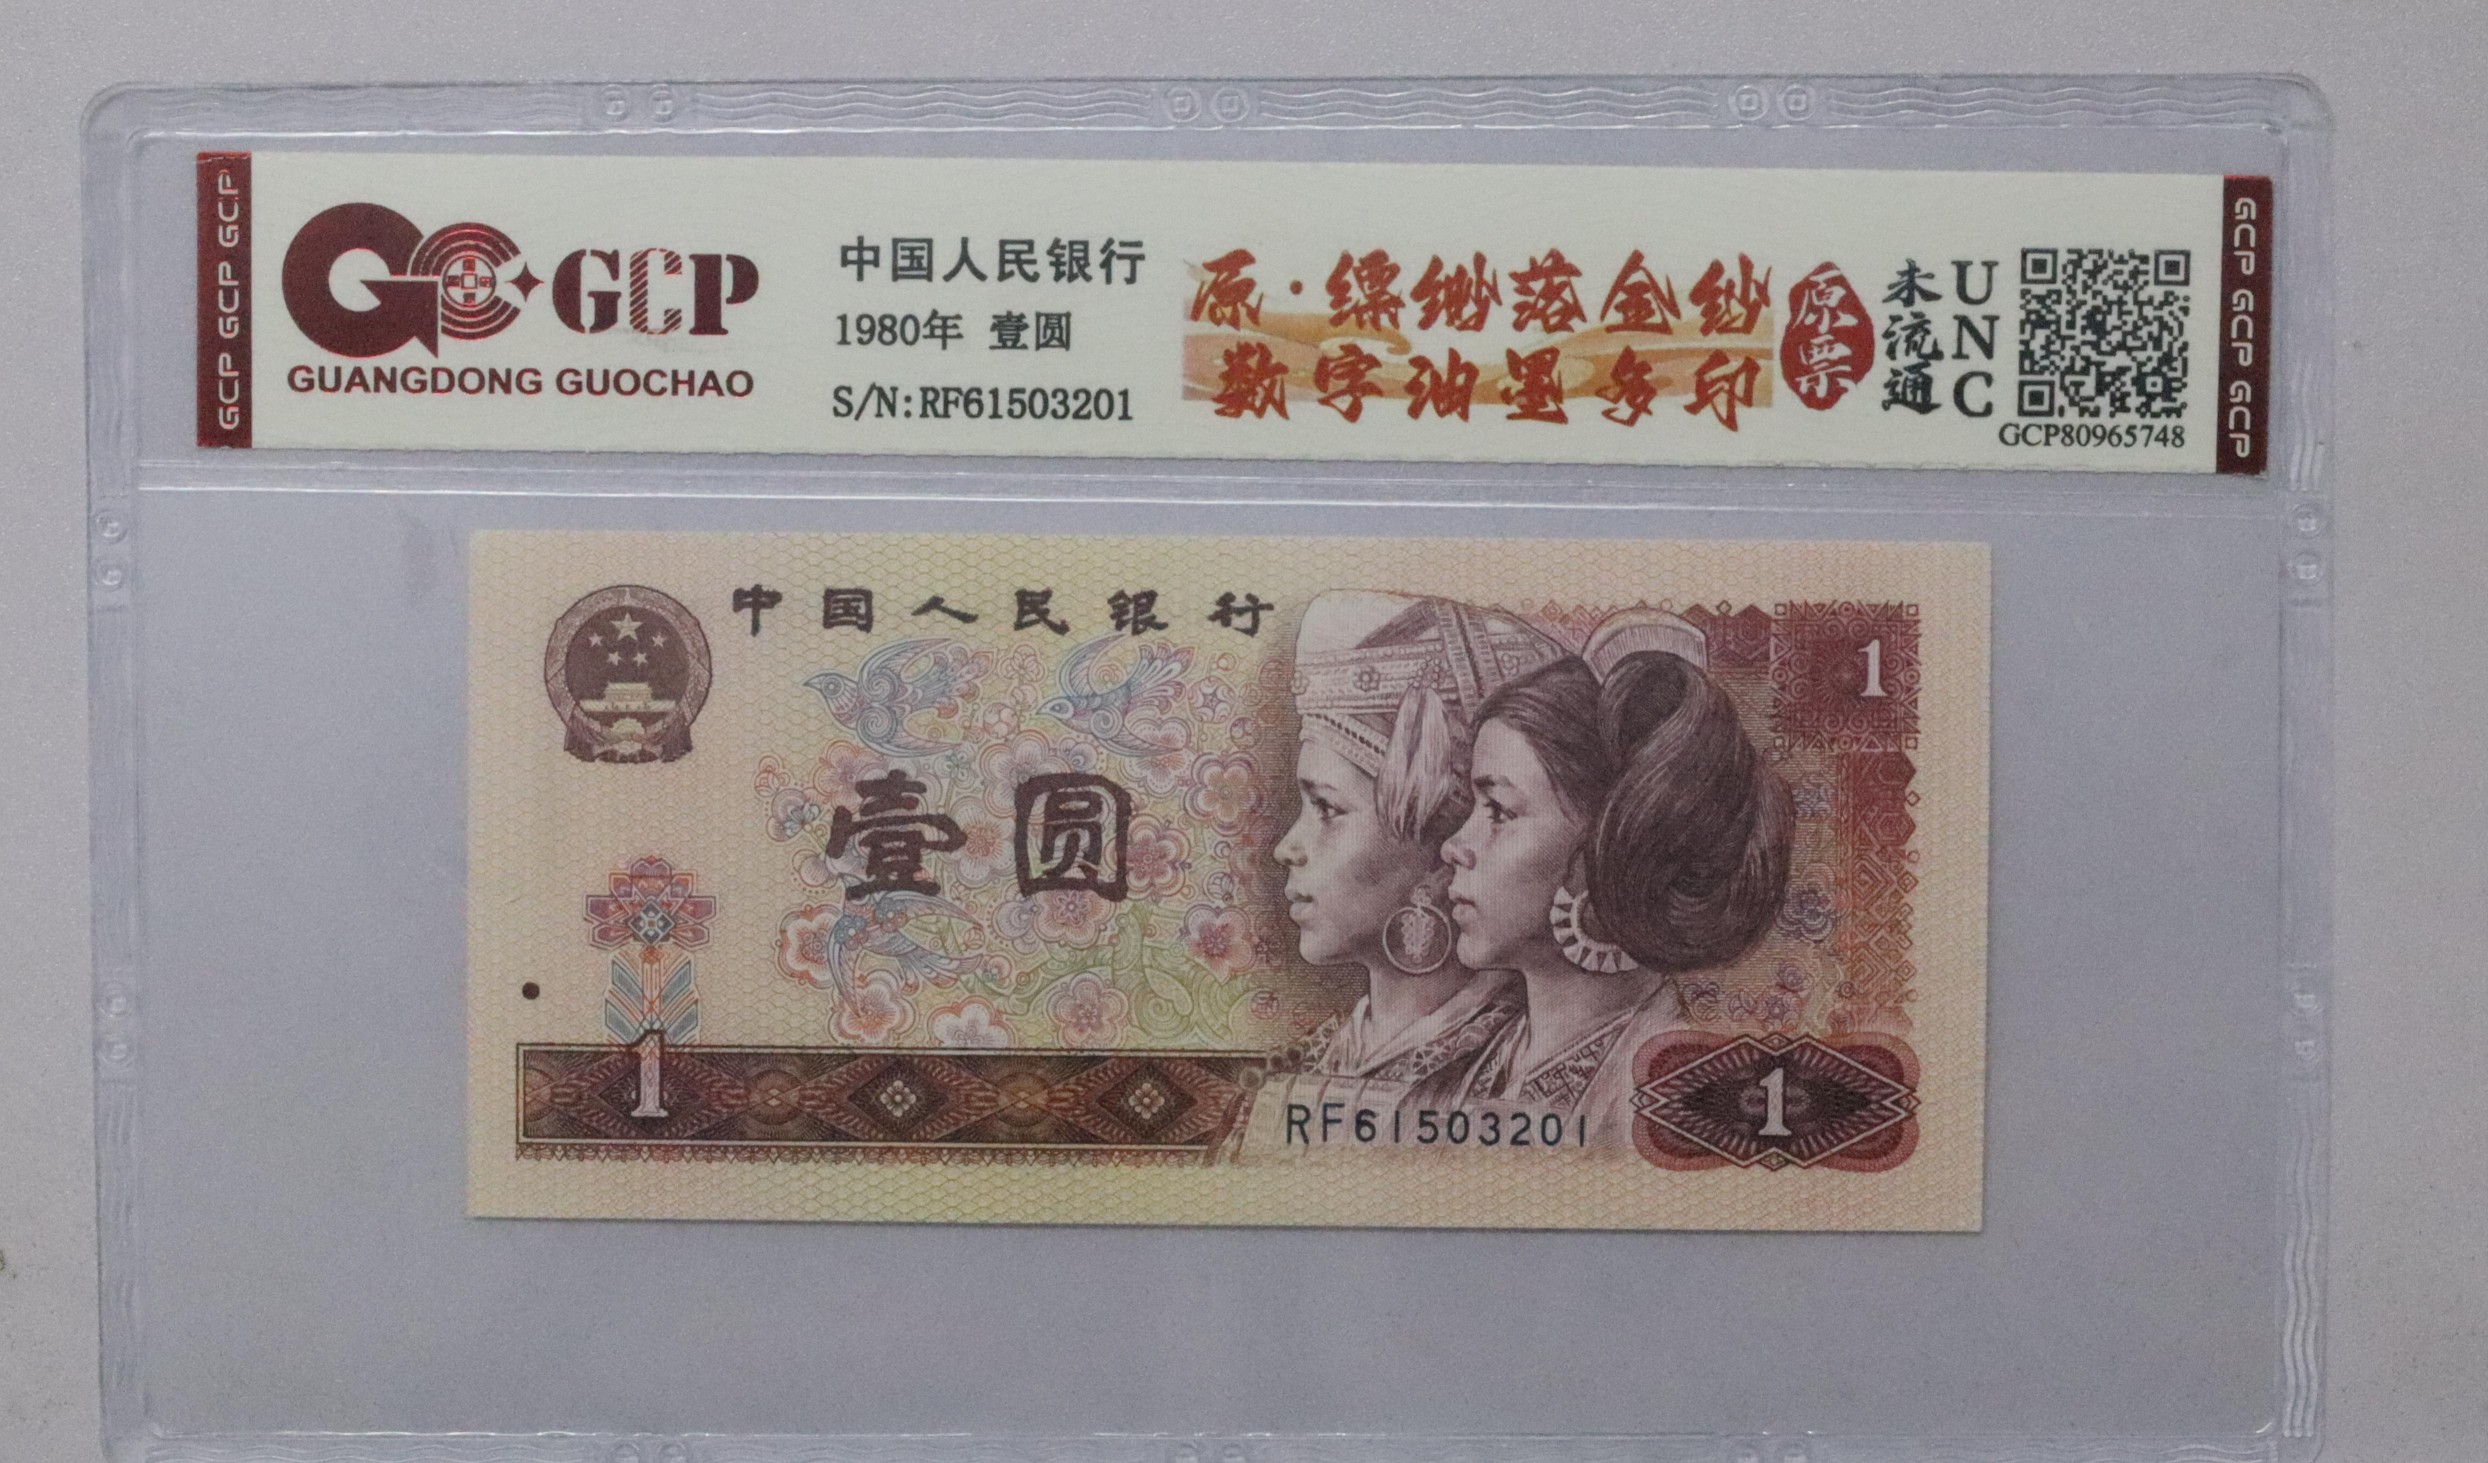 GCP GCP GCP
GCP
GUANGDONG GUOCHAO
中国人民银行
1980年 壹圆
S/N:RF61503201
原·缥缈落金纱
数字油墨多印
原票
未流通
UNC
GCP80965748
GCP GCP GCP
中国人民银行
1
壹圆
1
RF61503201
1